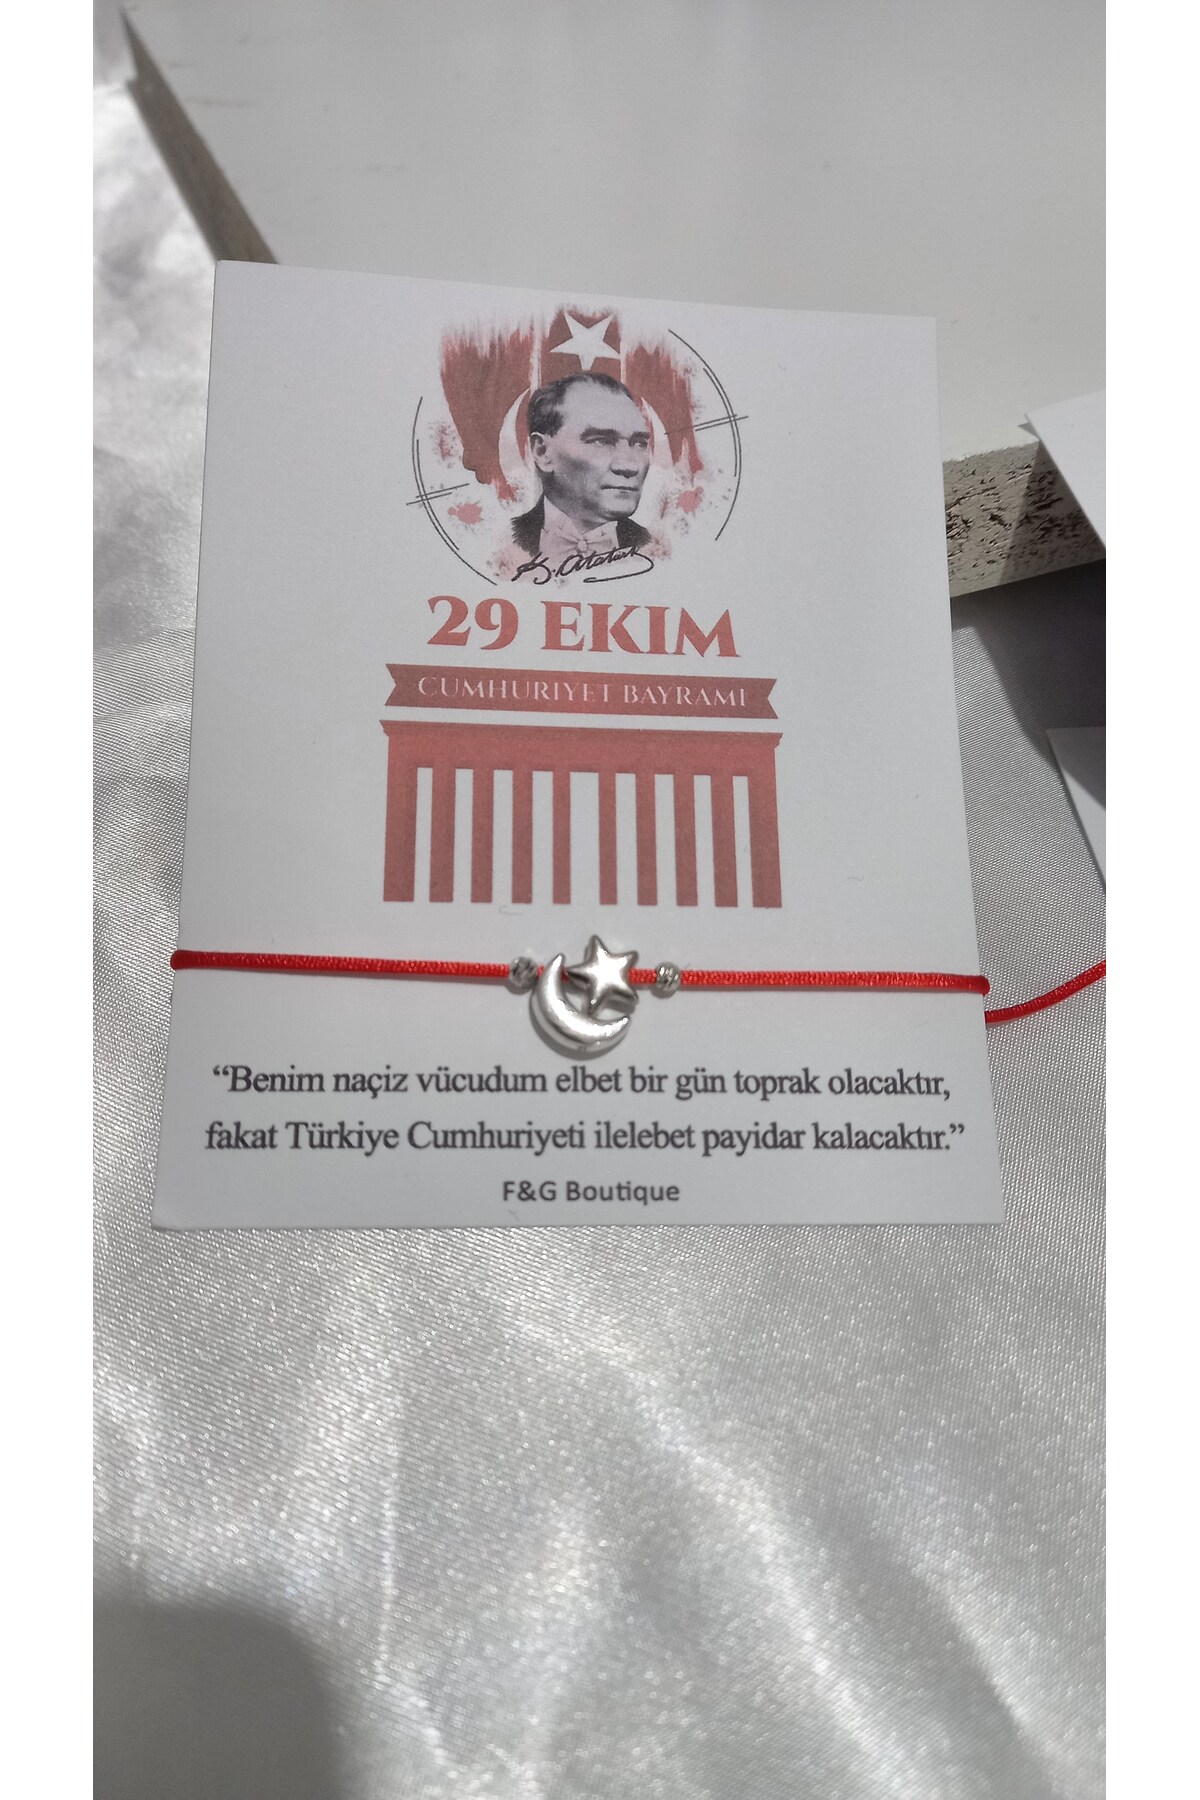 K. Atatürk
29 EKIM
CUMHURIYET BAYRAMI
“Benim naçiz vücudum elbet bir gün toprak olacaktır,
fakat Türkiye Cumhuriyeti ilelebet payidar kalacaktır.”
F&G Boutique